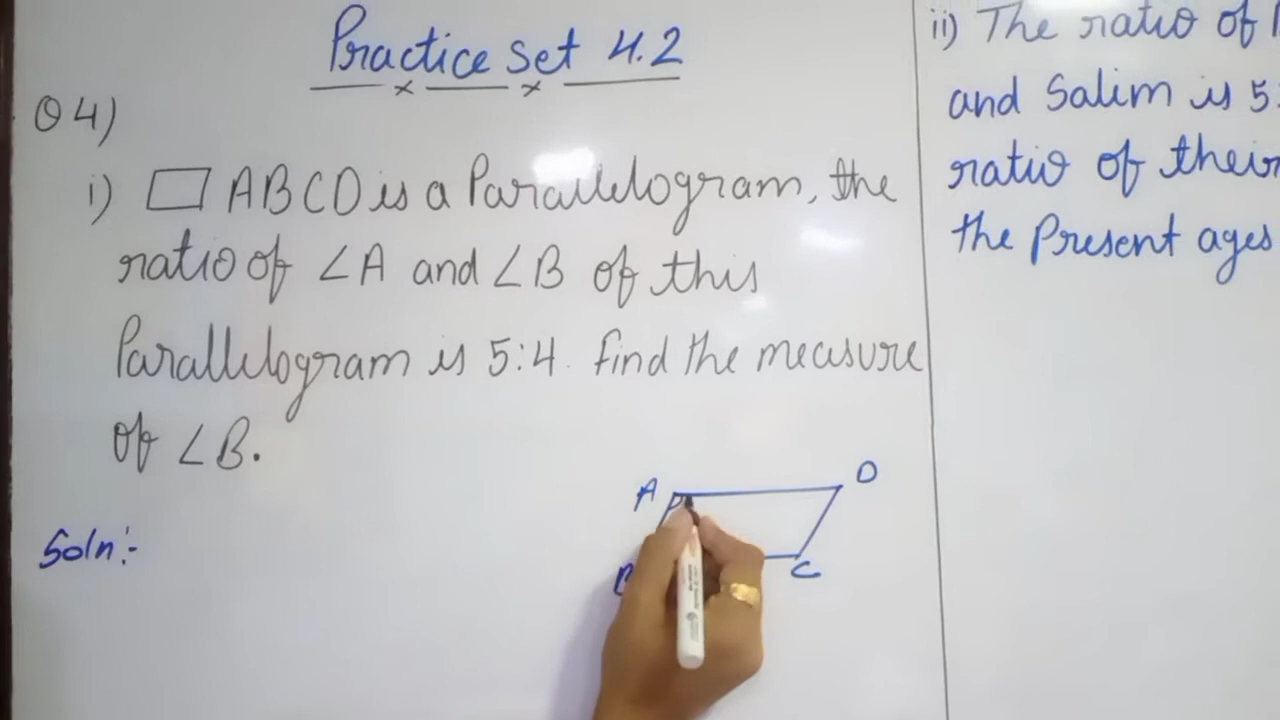 Practice Set 4.2
Q4)
i) ▱ ABCD is a Parallelogram, the
ratio of ∠A and ∠B of this
Parallelogram is 5:4. Find the measure
of ∠B.
Soln:-
A D
B C
ii) The ratio of
and Salim is 5:
ratio of their
the Present ages